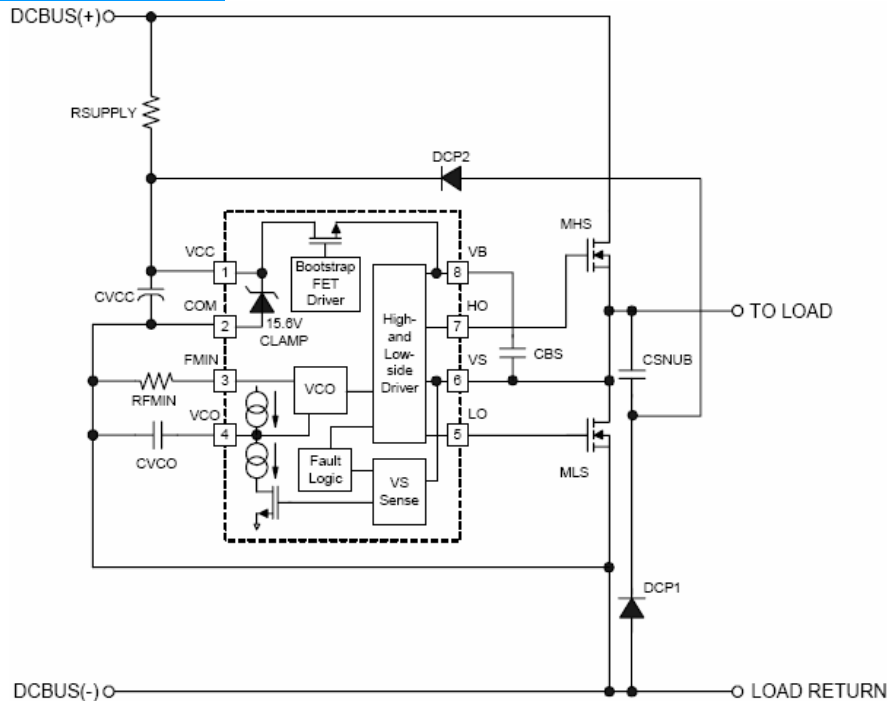 DCBUS(+)
RSUPPLY
DCP2
MHS
VCC
1
Bootstrap
FET
Driver
VB
8
CVCC
COM
2
15.6V
CLAMP
High-
and
Low-
side
Driver
HO
7
TO LOAD
FMIN
3
RFMIN
VCO
VS
6
CBS
CSNUB
VCO
4
CVCO
LO
5
Fault
Logic
VS
Sense
MLS
DCP1
DCBUS(-)
LOAD RETURN